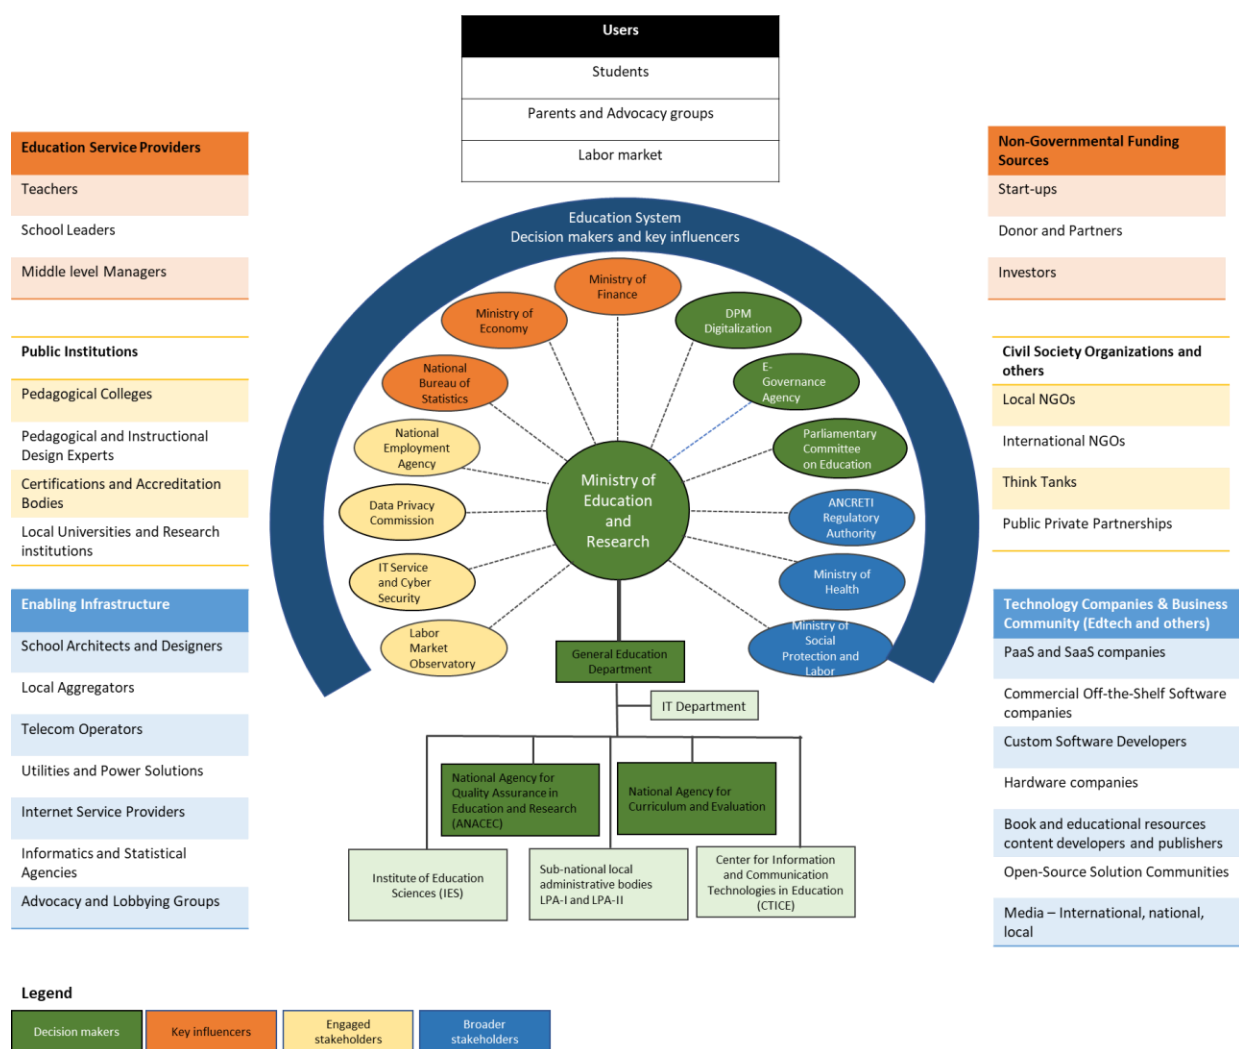 Users
Students
Parents and Advocacy groups
Labor market
Education Service Providers
Teachers
School Leaders
Middle level Managers
Public Institutions
Pedagogical Colleges
Pedagogical and Instructional
Design Experts
Certifications and Accreditation
Bodies
Local Universities and Research
institutions
Enabling Infrastructure
School Architects and Designers
Local Aggregators
Telecom Operators
Utilities and Power Solutions
Internet Service Providers
Informatics and Statistical
Agencies
Advocacy and Lobbying Groups
Education System
Decision makers and key influencers
Ministry of
Finance
Ministry of
Economy
DPM
Digitalization
National
Bureau of
Statistics
E-
Governance
Agency
National
Employment
Agency
Parliamentary
Committee
on Education
Data Privacy
Commission
Ministry of
Education
and
Research
ANCRETI
Regulatory
Authority
IT Service
and Cyber
Security
Ministry of
Health
Labor
Market
Observatory
Ministry of
Social
Protection and
Labor
General Education
Department
IT Department
National Agency for
Quality Assurance in
Education and Research
(ANACEC)
National Agency for
Curriculum and Evaluation
Institute of Education
Sciences (IES)
Sub-national local
administrative bodies
LPA-I and LPA-II
Center for Information
and Communication
Technologies in Education
(CTICE)
Non-Governmental Funding
Sources
Start-ups
Donor and Partners
Investors
Civil Society Organizations and
others
Local NGOs
International NGOs
Think Tanks
Public Private Partnerships
Technology Companies & Business
Community (Edtech and others)
PaaS and SaaS companies
Commercial Off-the-Shelf Software
companies
Custom Software Developers
Hardware companies
Book and educational resources
content developers and publishers
Open-Source Solution Communities
Media – International, national,
local
Legend
Decision makers
Key influencers
Engaged
stakeholders
Broader
stakeholders